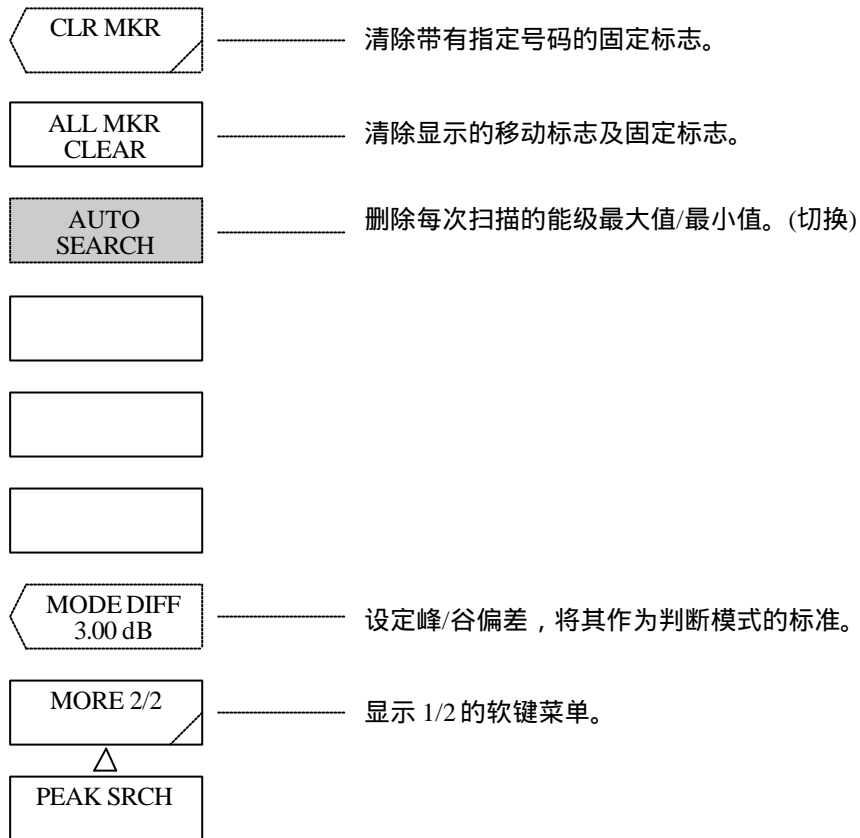 CLR MKR
清除带有指定号码的固定标志。
ALL MKR
CLEAR
清除显示的移动标志及固定标志。
AUTO
SEARCH
删除每次扫描的能级最大值/最小值。(切换)
MODE DIFF
3.00 dB
设定峰/谷偏差，将其作为判断模式的标准。
MORE 2/2
显示 1/2 的软键菜单。
PEAK SRCH